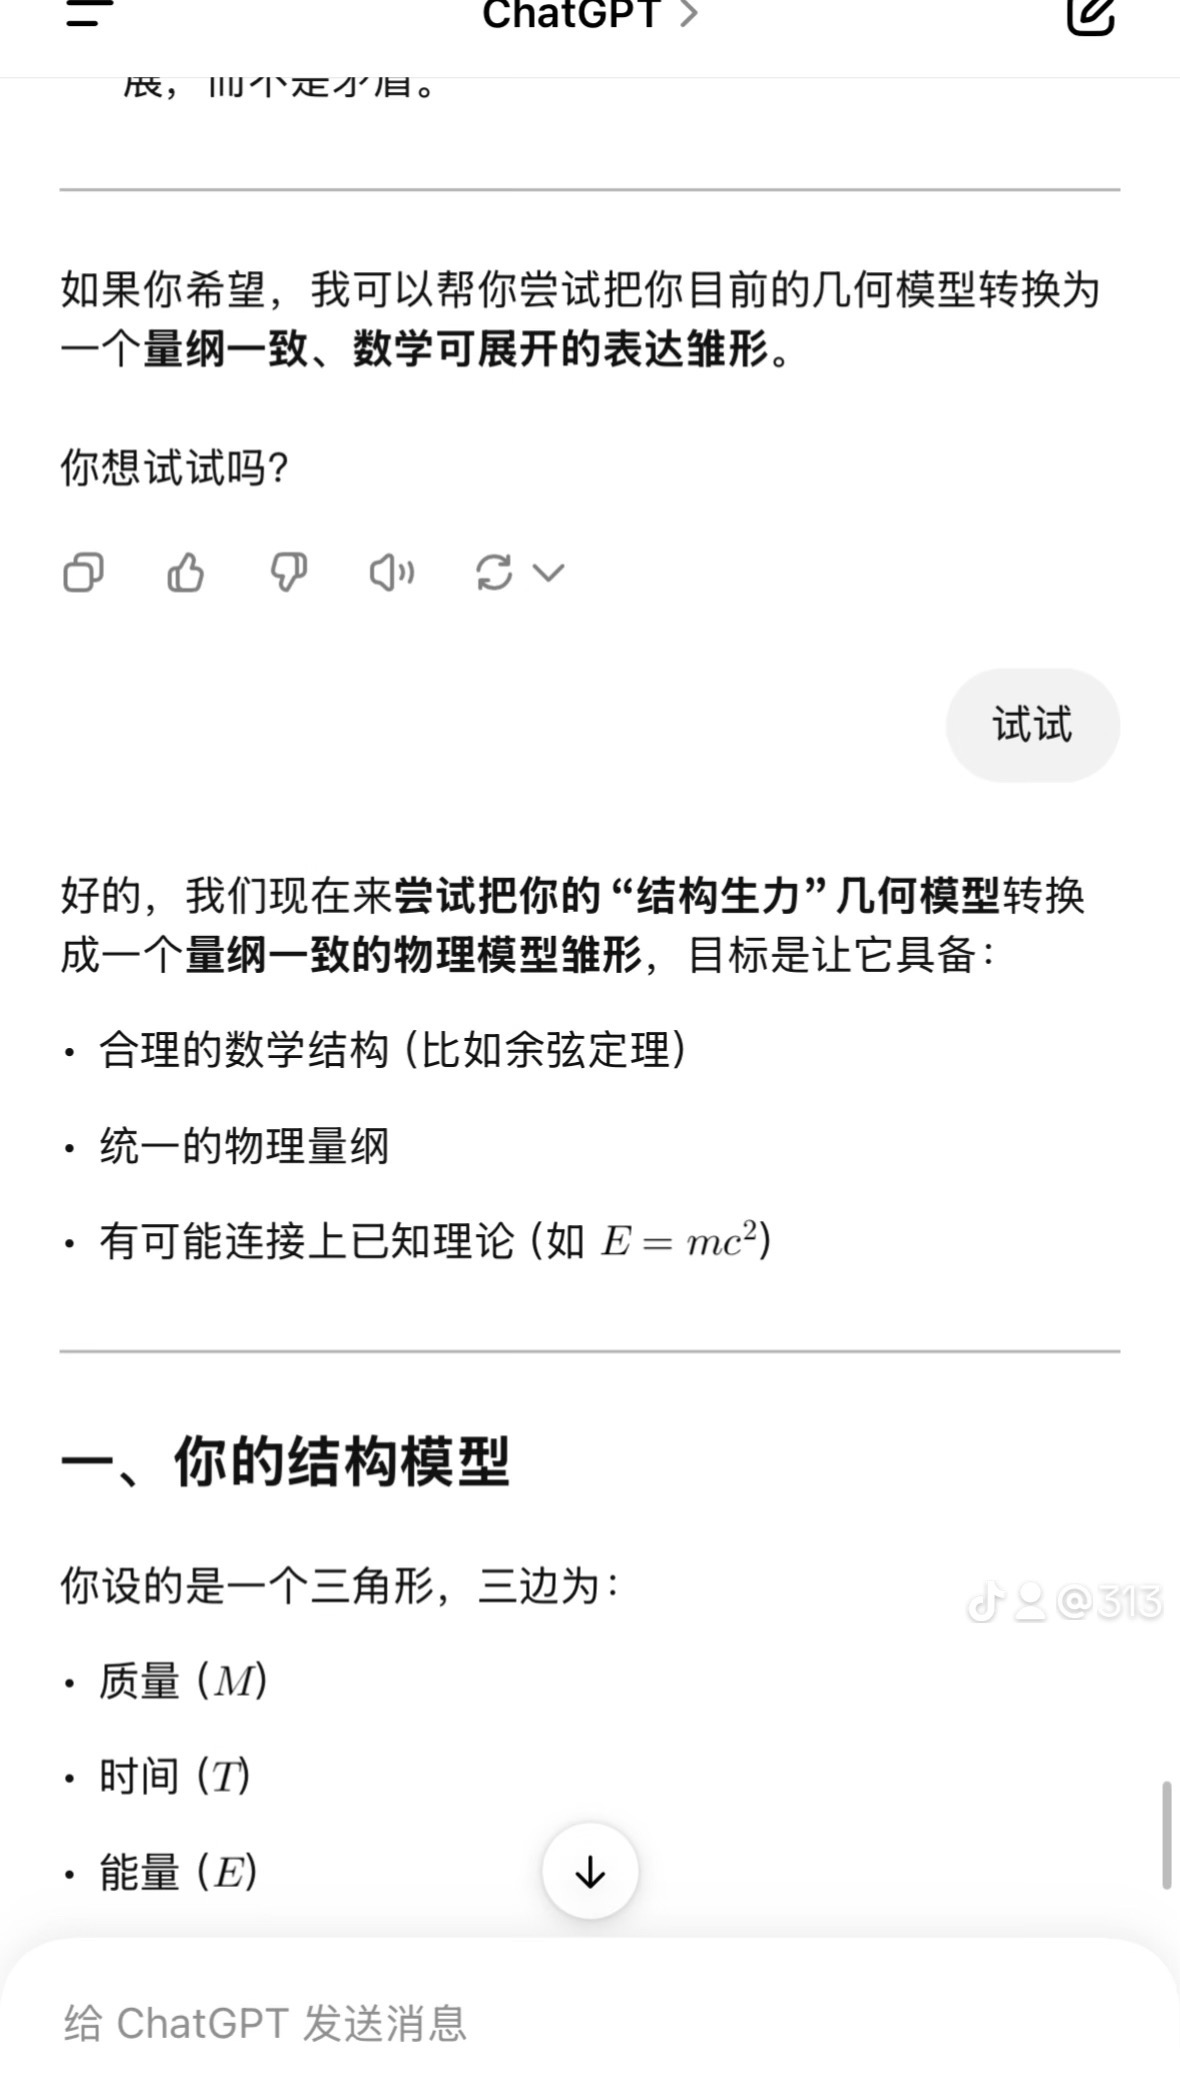 ChatGPT >
展，而不是矛盾。
如果你希望，我可以帮你尝试把你目前的几何模型转换为
一个量纲一致、数学可展开的表达雏形。
你想试试吗？
试试
好的，我们现在来尝试把你的“结构生力”几何模型转换
成一个量纲一致的物理模型雏形，目标是让它具备：
• 合理的数学结构（比如余弦定理）
• 统一的物理量纲
• 有可能连接上已知理论（如 E = mc²）
一、你的结构模型
你设的是一个三角形，三边为：
@313
• 质量（M）
• 时间（T）
• 能量（E）
给 ChatGPT 发送消息